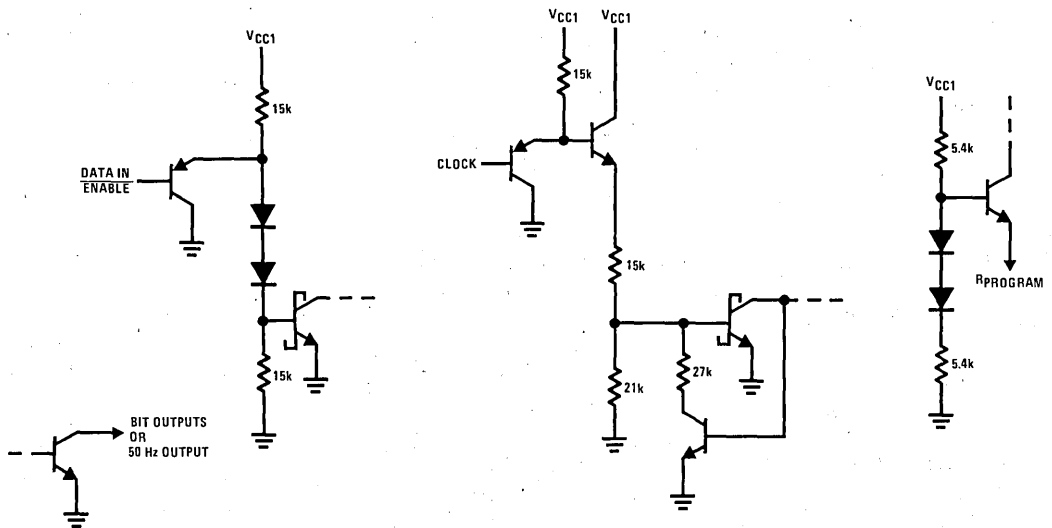 VCC1
15k
DATA IN
ENABLE
15k
BIT OUTPUTS
OR
50 Hz OUTPUT
VCC1 VCC1
15k
CLOCK
15k
21k
27k
VCC1
5.4k
RPROGRAM
5.4k